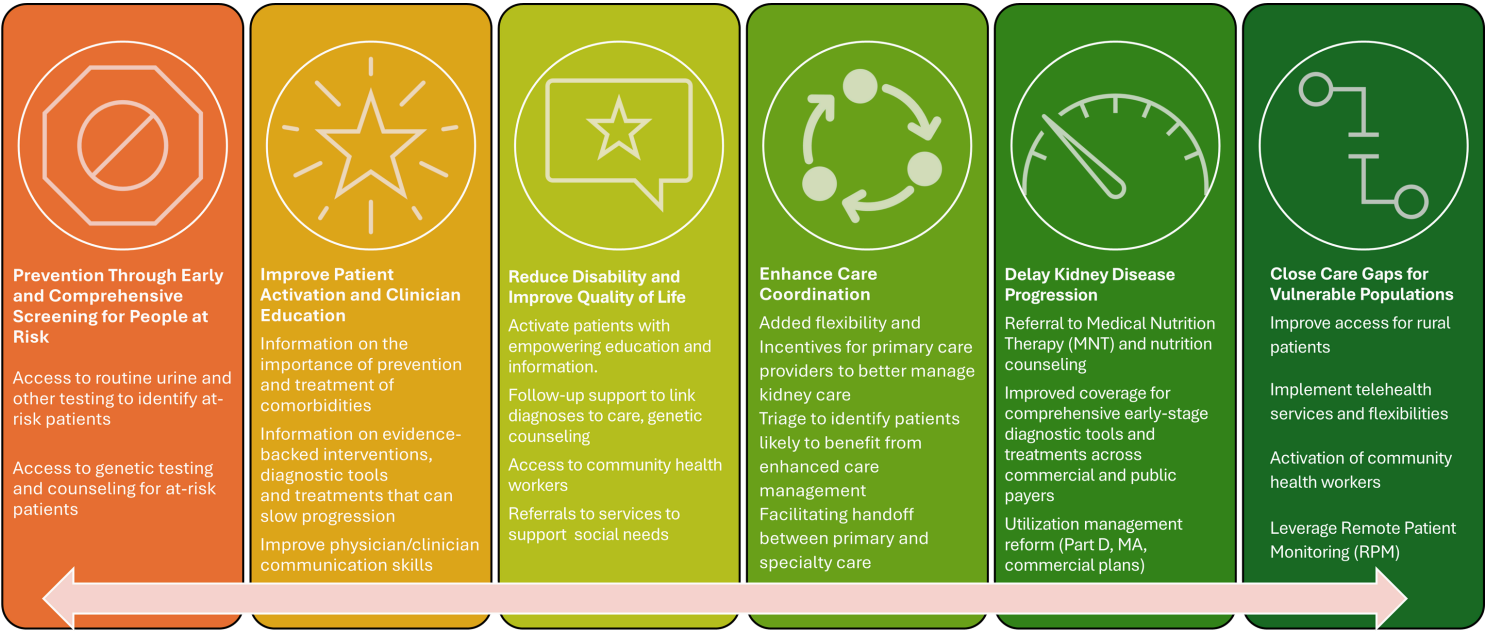 Prevention Through Early
and Comprehensive
Screening for People at
Risk
Access to routine urine and
other testing to identify at-
risk patients
Access to genetic testing
and counseling for at-risk
patients
Improve Patient
Activation and Clinician
Education
Information on the
importance of prevention
and treatment of
comorbidities
Information on evidence-
backed interventions,
diagnostic tools
and treatments that can
slow progression
Improve physician/clinician
communication skills
Reduce Disability and
Improve Quality of Life
Activate patients with
empowering education and
information.
Follow-up support to link
diagnoses to care, genetic
counseling
Access to community health
workers
Referrals to services to
support  social needs
Enhance Care
Coordination
Added flexibility and
Incentives for primary care
providers to better manage
kidney care
Triage to identify patients
likely to benefit from
enhanced care
management
Facilitating handoff
between primary and
specialty care
Delay Kidney Disease
Progression
Referral to Medical Nutrition
Therapy (MNT) and nutrition
counseling
Improved coverage for
comprehensive early-stage
diagnostic tools and
treatments across
commercial and public
payers
Utilization management
reform (Part D, MA,
commercial plans)
Close Care Gaps for
Vulnerable Populations
Improve access for rural
patients
Implement telehealth
services and flexibilities
Activation of community
health workers
Leverage Remote Patient
Monitoring (RPM)